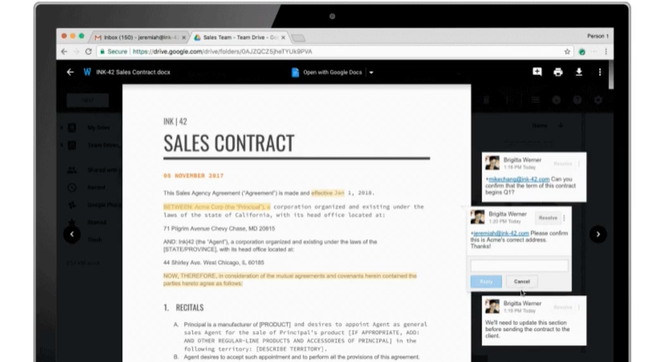 Inbox (150) - jeremiah@ink-42
Sales Team - Team Drive - Go
Person 1
Secure
https://drive.google.com/drive/folders/0AJZQCZ5jheTYUk9PVA
W
INK-42 Sales Contract.docx
Open with Google Docs
My Drive
INK | 42
SALES CONTRACT
05 NOVEMBER 2017
This Sales Agency Agreement ("Agreement") is made and effective Jan 1, 2018.
BETWEEN: Acme Corp (the "Principal"), a corporation organized and existing under the
laws of the state of California, with its head office located at:
71 Pilgrim Avenue Chevy Chase, MD 20815
AND: Ink42 (the "Agent"), a corporation organized and existing under the laws of the
[STATE/PROVINCE], with its head office located at:
44 Shirley Ave. West Chicago, IL 60185
NOW, THEREFORE, in consideration of the mutual agreements and covenants herein contained the
parties hereto agree as follows:
1. RECITALS
A. Principal is a manufacturer of [PRODUCT] and desires to appoint Agent as general
sales Agent for the sale of Principal's product [IF APPROPRIATE, ADD:
AND OTHER REGULAR-LINE PRODUCTS AND ACCESSORIES OF PRINCIPAL] in the
following territory: [DESCRIBE TERRITORY].
B. Agent desires to accept such appointment and to perform all the provisions of this agreement.
Brigitta Werner
1:18 PM Today
Resolve
+mikechang@ink-42.com Can you
confirm that the term of this contract
begins Q1?
Brigitta Werner
1:20 PM Today
Resolve
+jeremiah@ink-42.com Please confirm
this is Acme's correct address.
Thanks!
Reply
Cancel
Brigitta Werner
1:19 PM Today
Resolve
We'll need to update this section
before sending the contract to the
client.